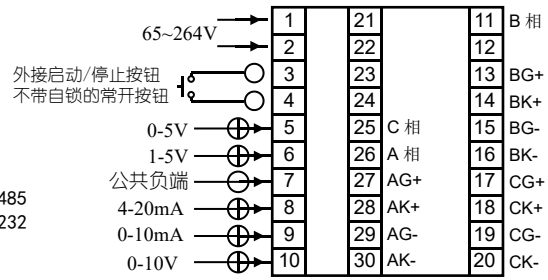 65~264V 1 21 11 B 相
2 22 12
外接启动/停止按钮 3 23 13 BG+
不带自锁的常开按钮 4 24 14 BK+
0-5V 5 25 C 相 15 BG-
1-5V 6 26 A 相 16 BK-
公共负端 7 27 AG+ 17 CG+
485 4-20mA 8 28 AK+ 18 CK+
232 0-10mA 9 29 AG- 19 CG-
0-10V 10 30 AK- 20 CK-